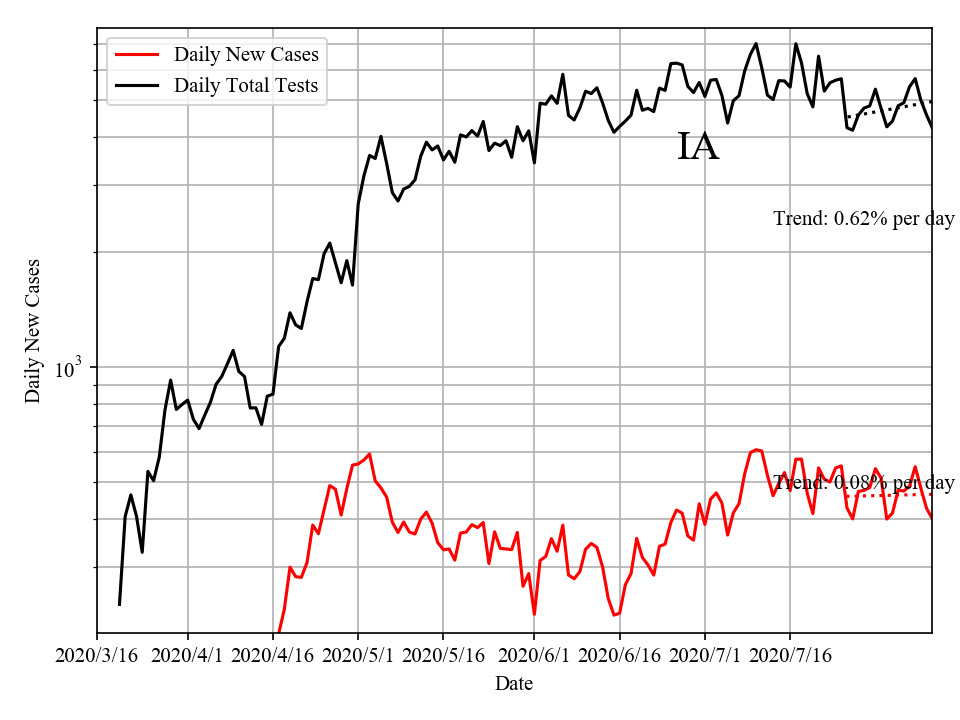 Daily New Cases
Daily Total Tests
IA
Trend: 0.62% per day
Trend: 0.08% per day
Daily New Cases
10^3
2020/3/16 2020/4/1 2020/4/16 2020/5/1 2020/5/16 2020/6/1 2020/6/16 2020/7/1 2020/7/16
Date